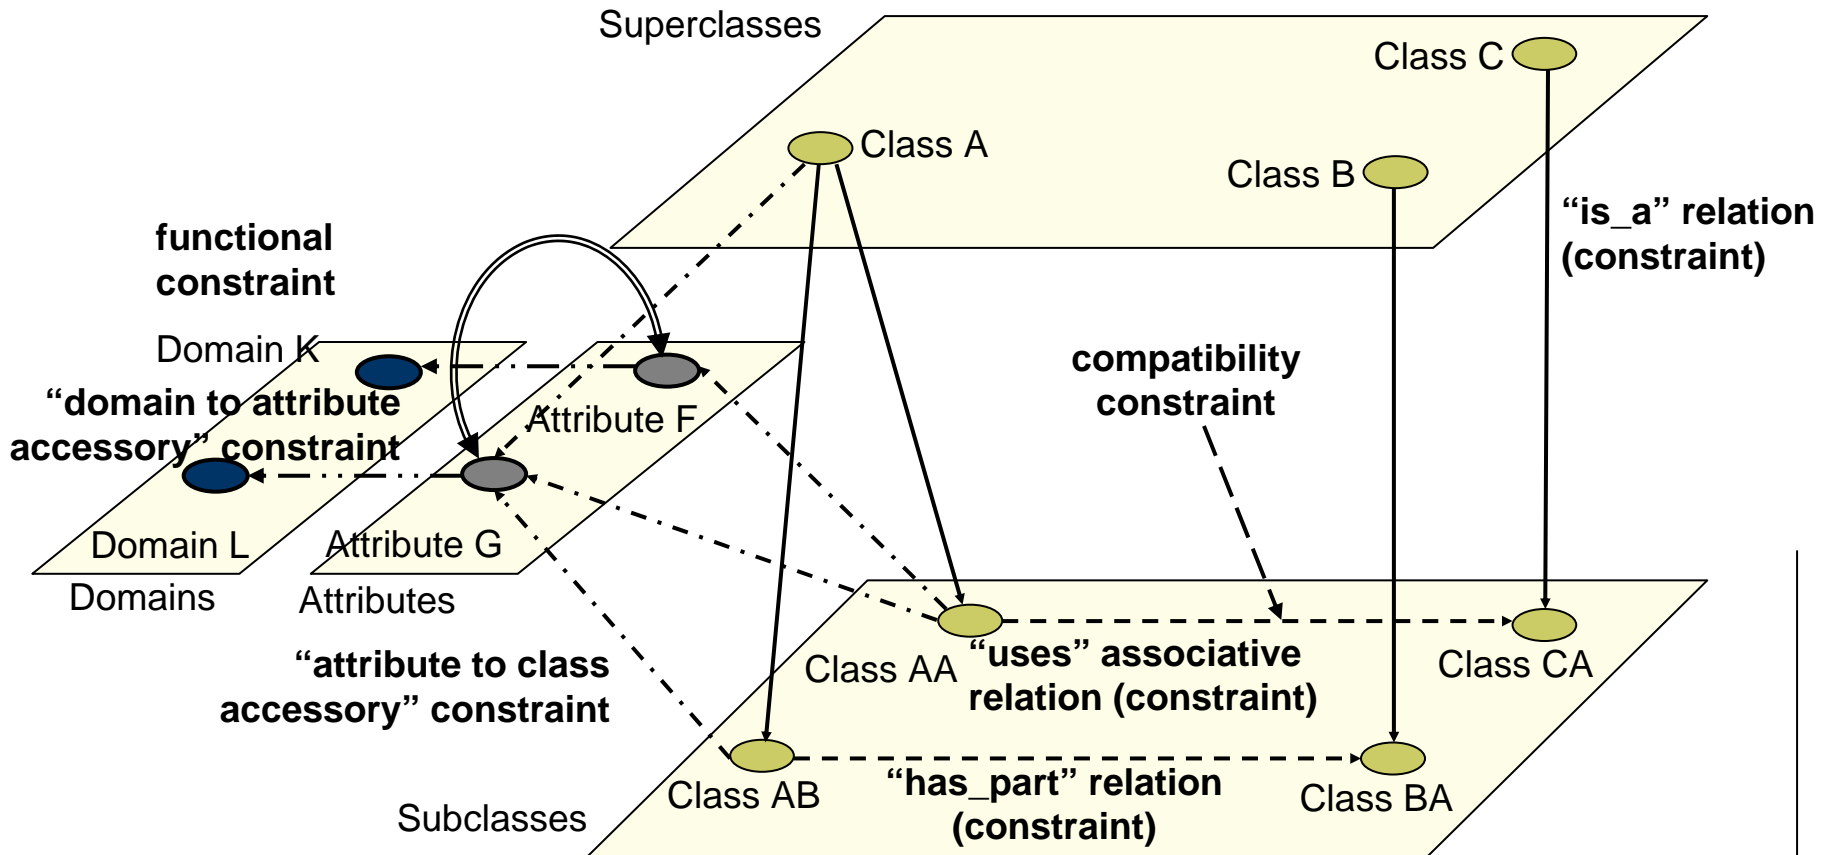 Superclasses
Class C
Class A
Class B
“is_a” relation
(constraint)
functional
constraint
Domain K
compatibility
constraint
“domain to attribute
accessory” constraint
Attribute F
Domain L
Attribute G
Domains
Attributes
“attribute to class
accessory” constraint
Class AA
“uses” associative
relation (constraint)
Class CA
Class AB
“has_part” relation
(constraint)
Class BA
Subclasses